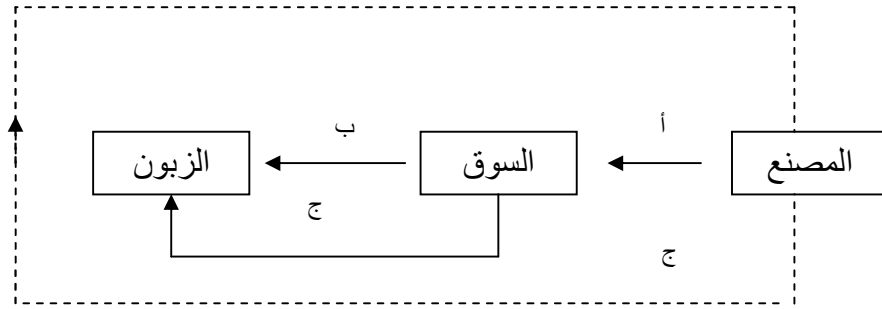 أ
ب
المصنع
السوق
الزبون
ج
ج